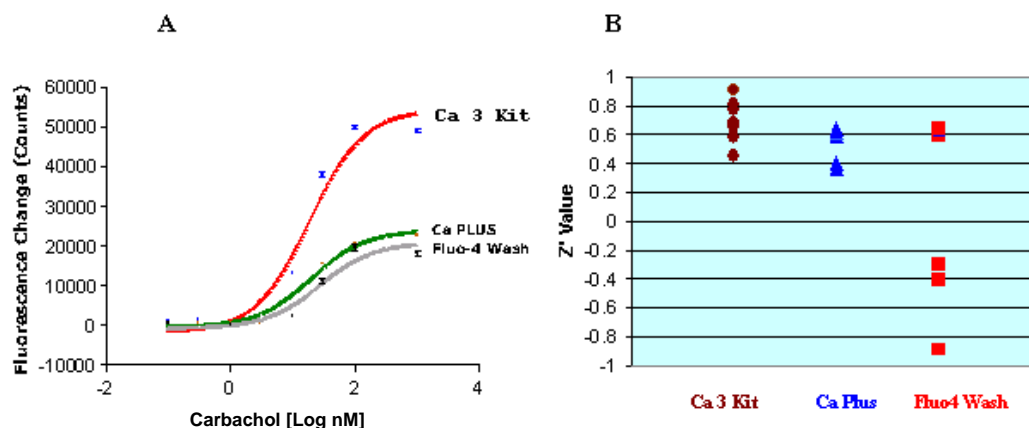 A
Fluorescence Change (Counts)
60000
50000
40000
30000
20000
10000
0
-10000
-2
0
2
4
Carbachol [Log nM]
Ca 3 Kit
Ca PLUS
Fluo-4 Wash
B
Z' Value
1
0.8
0.6
0.4
0.2
0
-0.2
-0.4
-0.6
-0.8
-1
Ca 3 Kit
Ca Plus
Fluo4 Wash